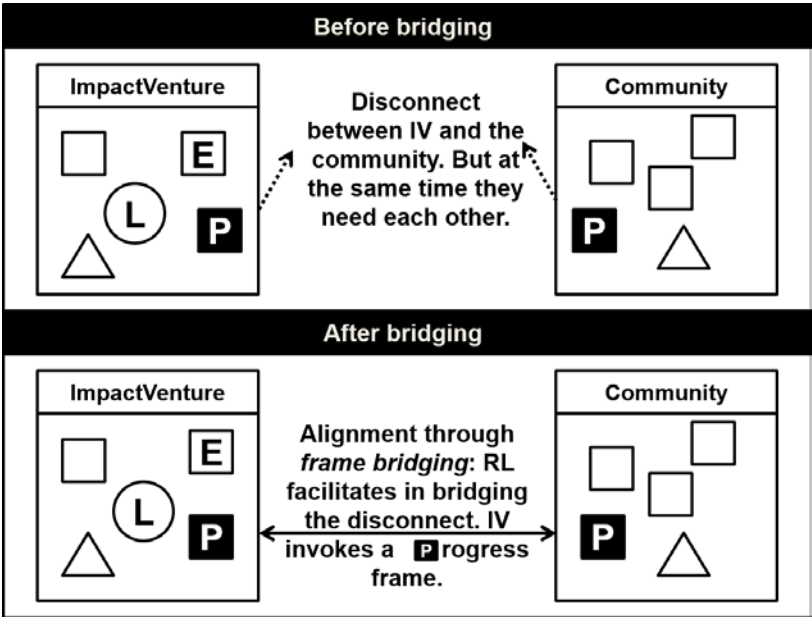 Before bridging
ImpactVenture
E
L
P
Disconnect
between IV and the
community. But at
the same time they
need each other.
Community
P
After bridging
ImpactVenture
E
L
P
Alignment through
frame bridging: RL
facilitates in bridging
the disconnect. IV
invokes a Progress
frame.
Community
P